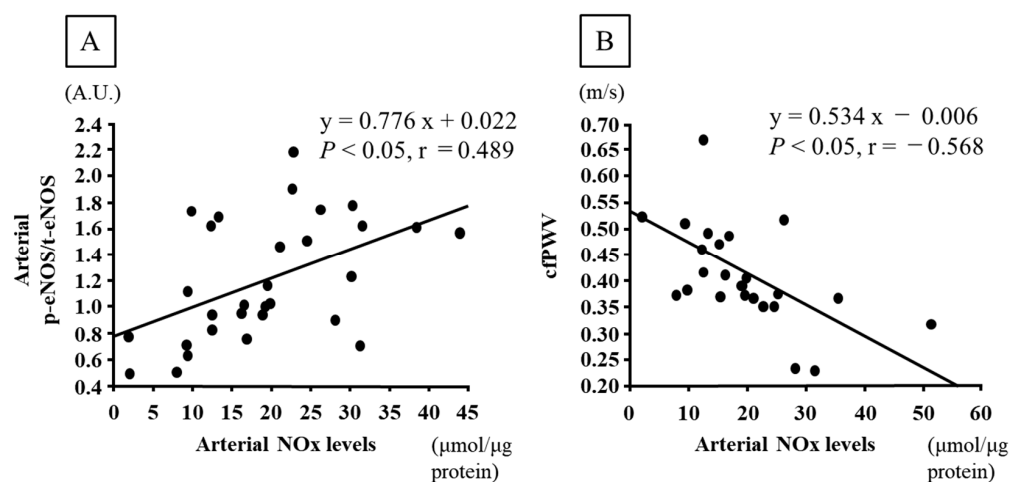 A
(A.U.)
y = 0.776 x + 0.022
P < 0.05, r = 0.489
2.4
2.2
2.0
1.8
1.6
1.4
1.2
1.0
0.8
0.6
0.4
Arterial
p-eNOS/t-eNOS
0 5 10 15 20 25 30 35 40 45
Arterial NOx levels (μmol/μg
protein)
B
(m/s)
y = 0.534 x − 0.006
P < 0.05, r = − 0.568
0.70
0.65
0.60
0.55
0.50
0.45
0.40
0.35
0.30
0.25
0.20
cfPWV
0 10 20 30 40 50 60
Arterial NOx levels (μmol/μg
protein)